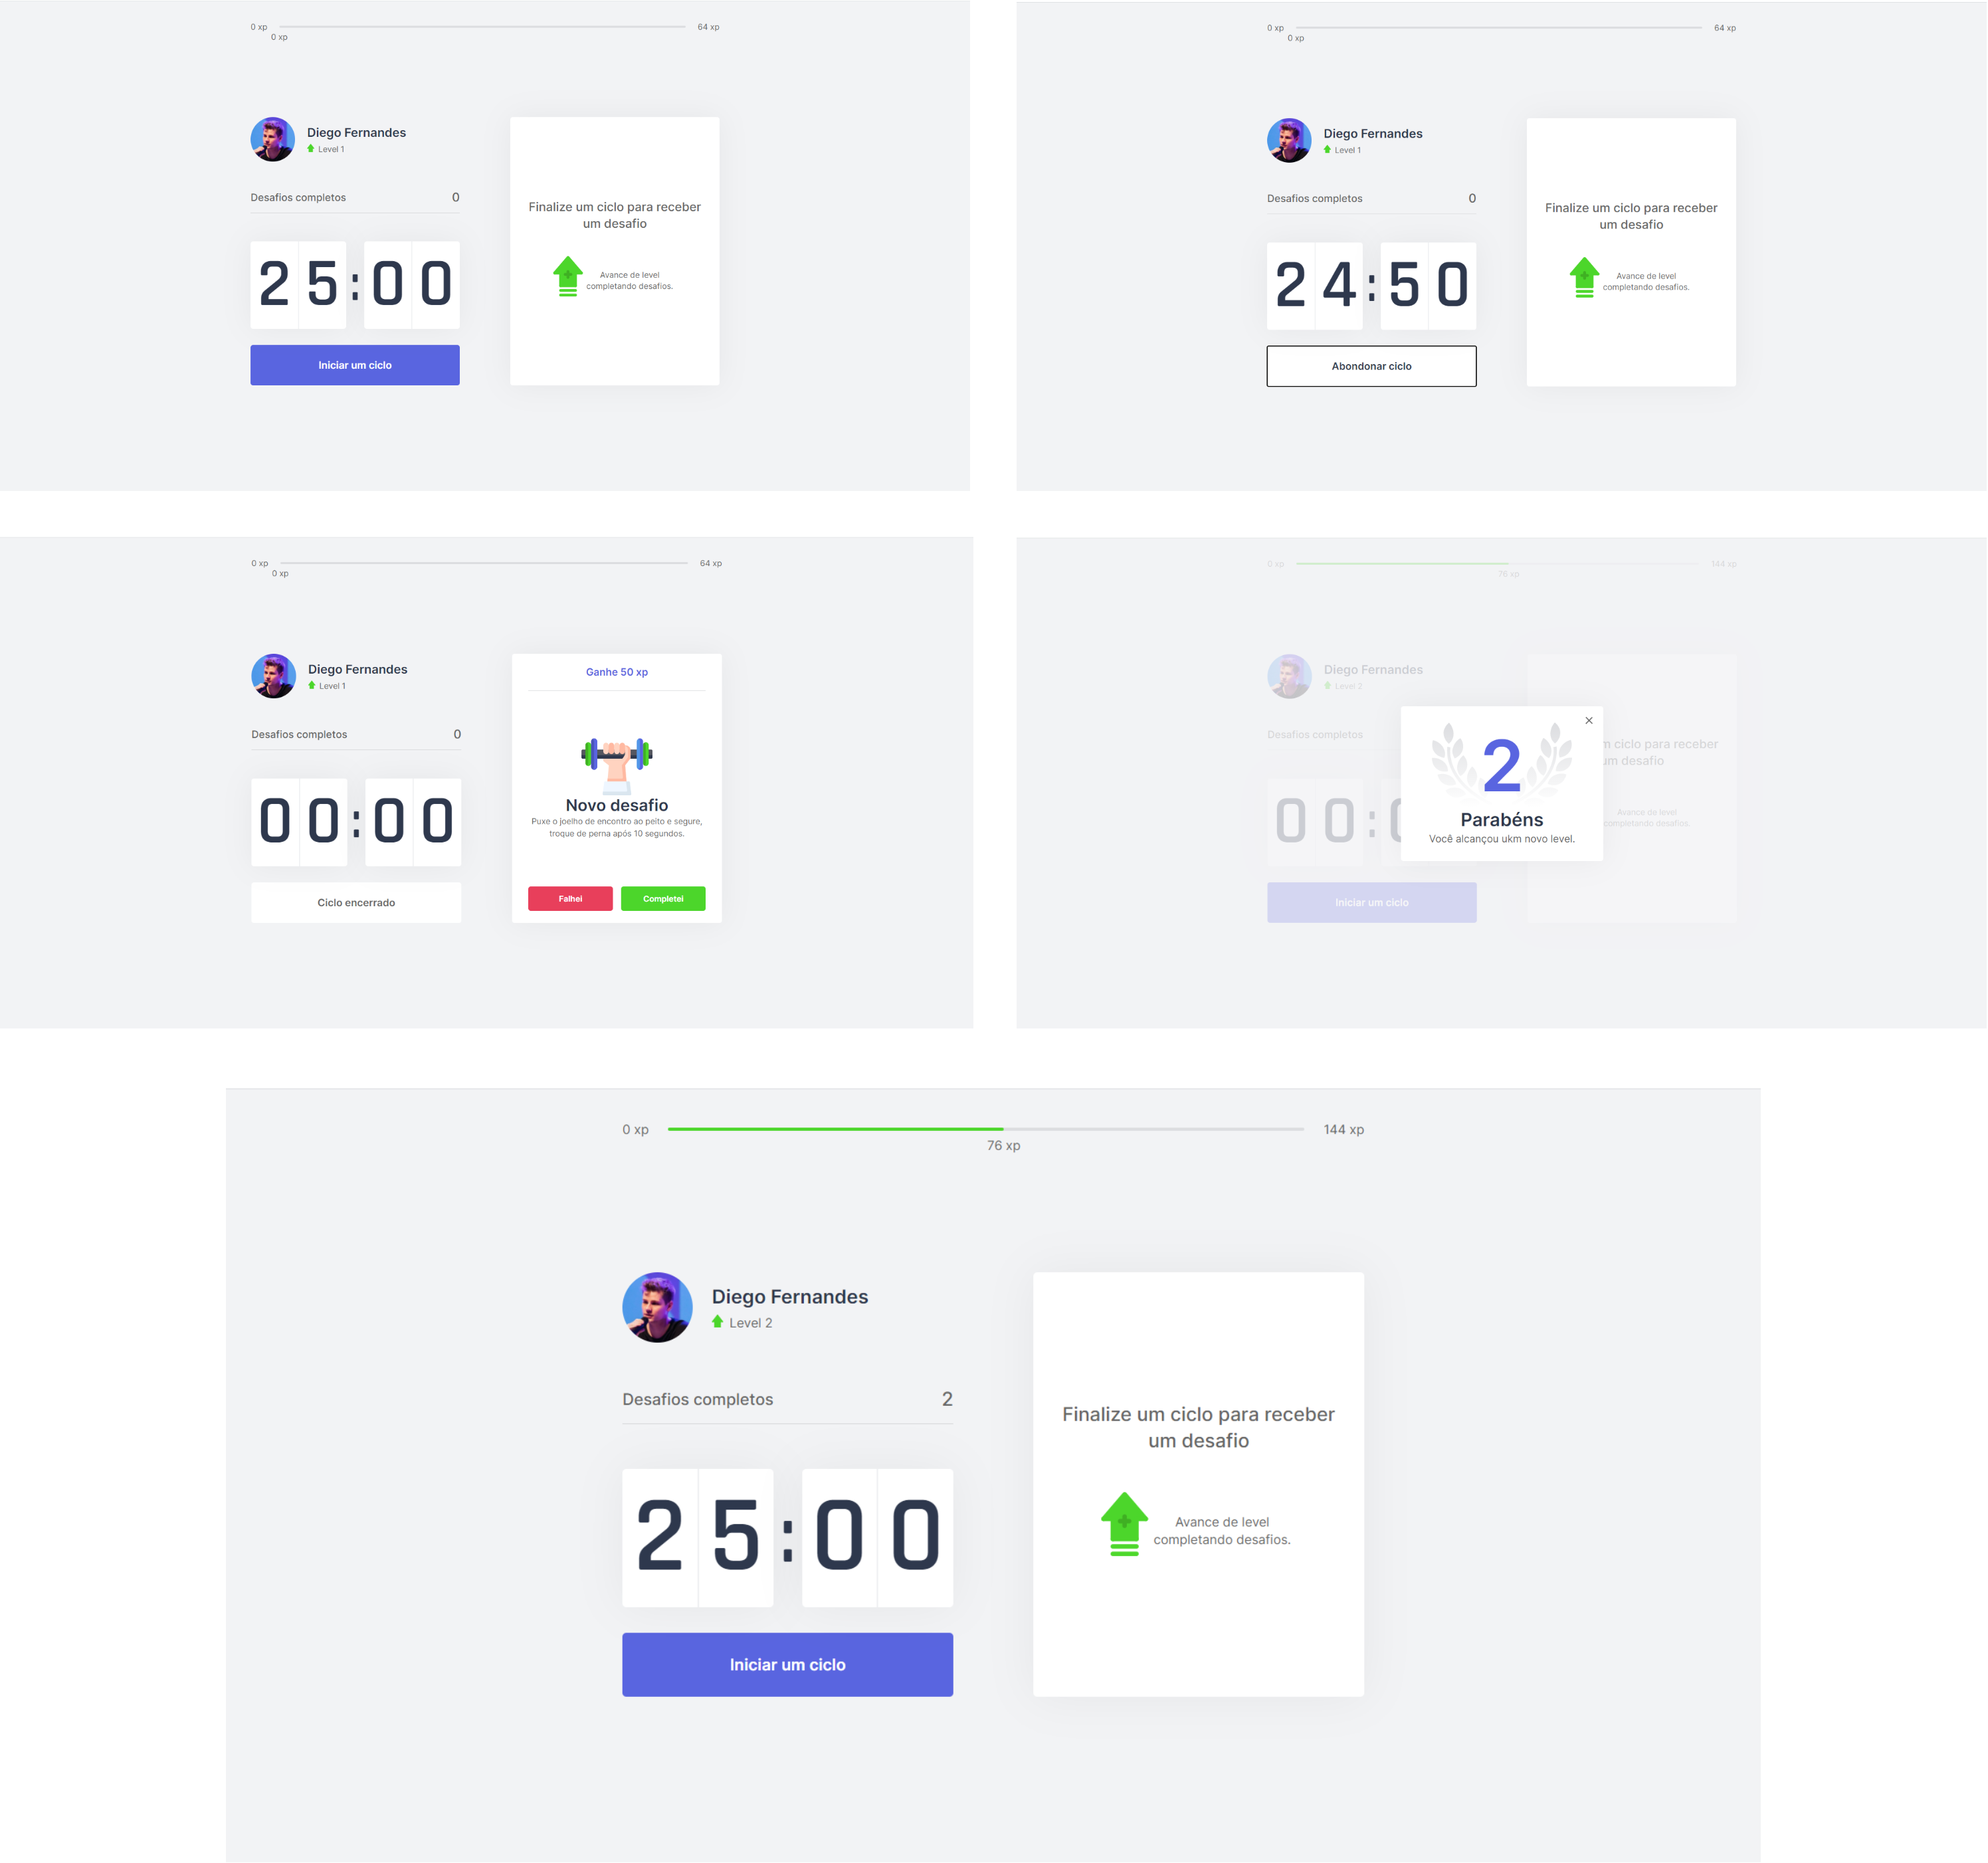 0 xp
64 xp
0 xp
Diego Fernandes
Level 1
Desafios completos
0
25:00
Iniciar um ciclo
Finalize um ciclo para receber
um desafio
Avance de level
completando desafios.
0 xp
64 xp
0 xp
Diego Fernandes
Level 1
Desafios completos
0
24:50
Abondonar ciclo
Finalize um ciclo para receber
um desafio
Avance de level
completando desafios.
0 xp
64 xp
0 xp
Diego Fernandes
Level 1
Desafios completos
0
00:00
Ciclo encerrado
Ganhe 50 xp
Novo desafio
Puxe o joelho de encontro ao peito e segure,
troque de perna após 10 segundos.
Falhei
Completei
0 xp
144 xp
76 xp
Diego Fernandes
Level 2
Desafios completos
00:0
Iniciar um ciclo
ciclo para receber
um desafio
Avance de level
completando desafios.
2
Parabéns
Você alcançou ukm novo level.
0 xp
144 xp
76 xp
Diego Fernandes
Level 2
Desafios completos
2
25:00
Iniciar um ciclo
Finalize um ciclo para receber
um desafio
Avance de level
completando desafios.